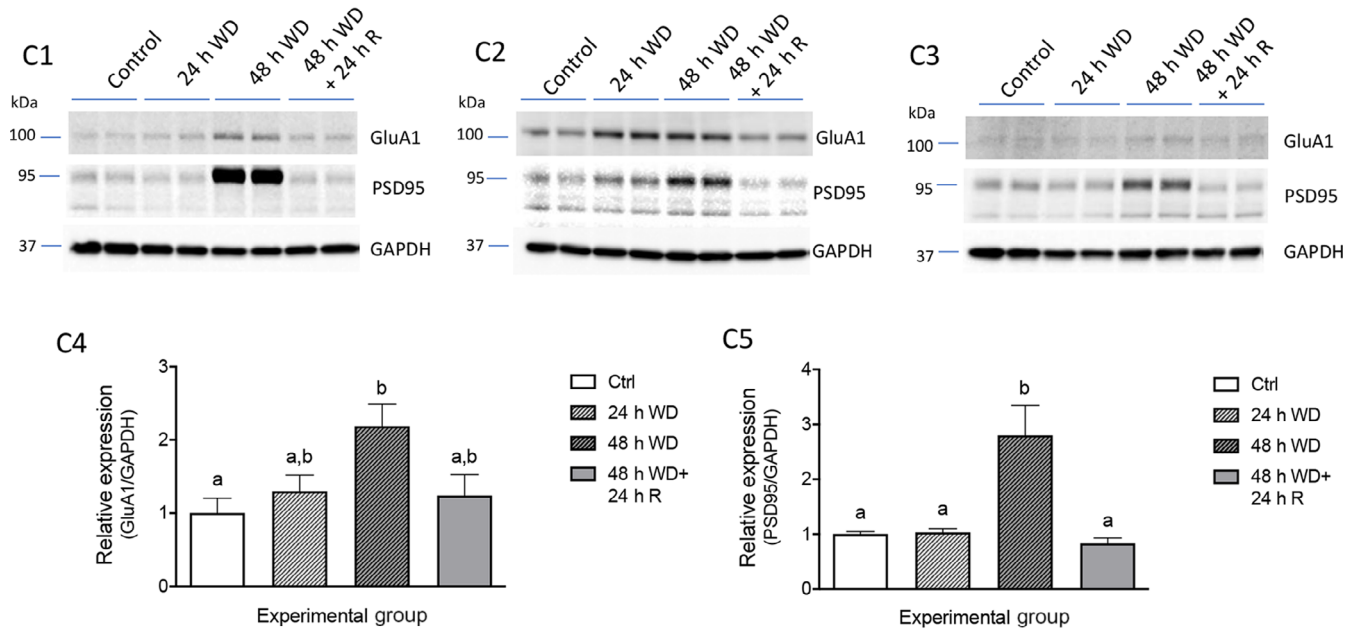 C1
Control
24 h WD
48 h WD
48 h WD
+ 24 h R
kDa
100
GluA1
95
PSD95
37
GAPDH
C2
Control
24 h WD
48 h WD
48 h WD
+ 24 h R
kDa
100
GluA1
95
PSD95
37
GAPDH
C3
Control
24 h WD
48 h WD
48 h WD
+ 24 h R
kDa
100
GluA1
95
PSD95
37
GAPDH
C4
Relative expression
(GluA1/GAPDH)
3
2
1
0
a
a,b
b
a,b
Experimental group
Ctrl
24 h WD
48 h WD
48 h WD+
24 h R
C5
Relative expression
(PSD95/GAPDH)
4
3
2
1
0
a
a
b
a
Experimental group
Ctrl
24 h WD
48 h WD
48 h WD+
24 h R